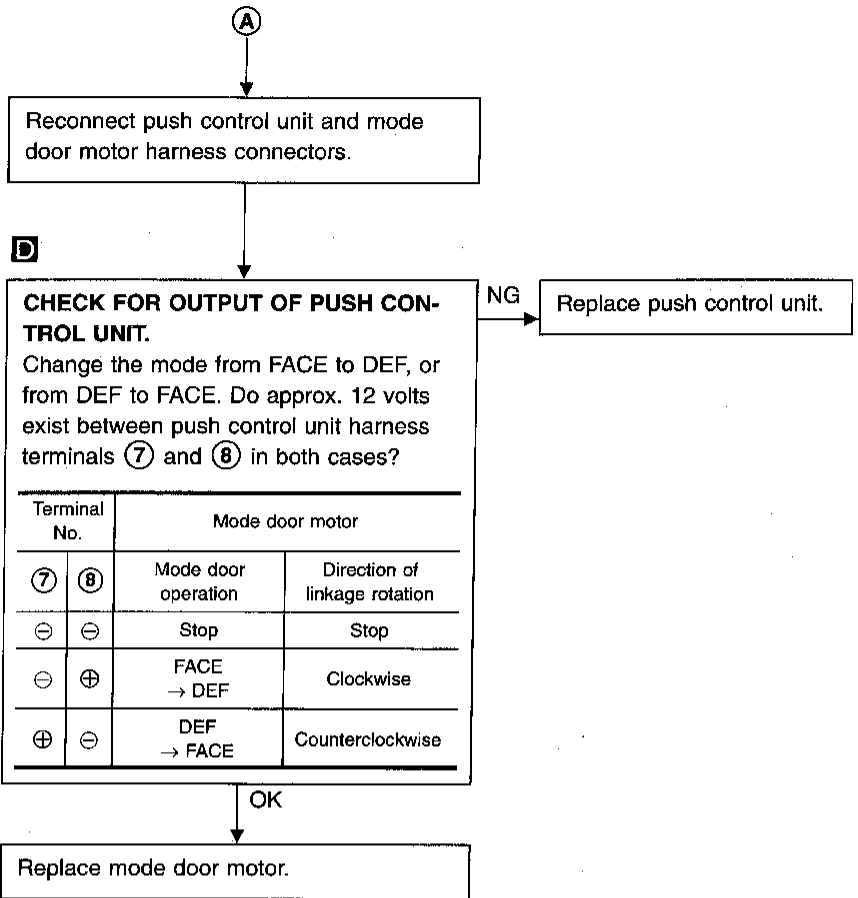 A
Reconnect push control unit and mode
door motor harness connectors.
D
CHECK FOR OUTPUT OF PUSH CON-
TROL UNIT.
Change the mode from FACE to DEF, or
from DEF to FACE. Do approx. 12 volts
exist between push control unit harness
terminals ⑦ and ⑧ in both cases?
NG
Replace push control unit.
Terminal
No.
Mode door motor
⑦ ⑧
Mode door
operation
Direction of
linkage rotation
⊖ ⊖ Stop Stop
⊖ ⊕ FACE
→ DEF
Clockwise
⊕ ⊖ DEF
→ FACE
Counterclockwise
OK
Replace mode door motor.